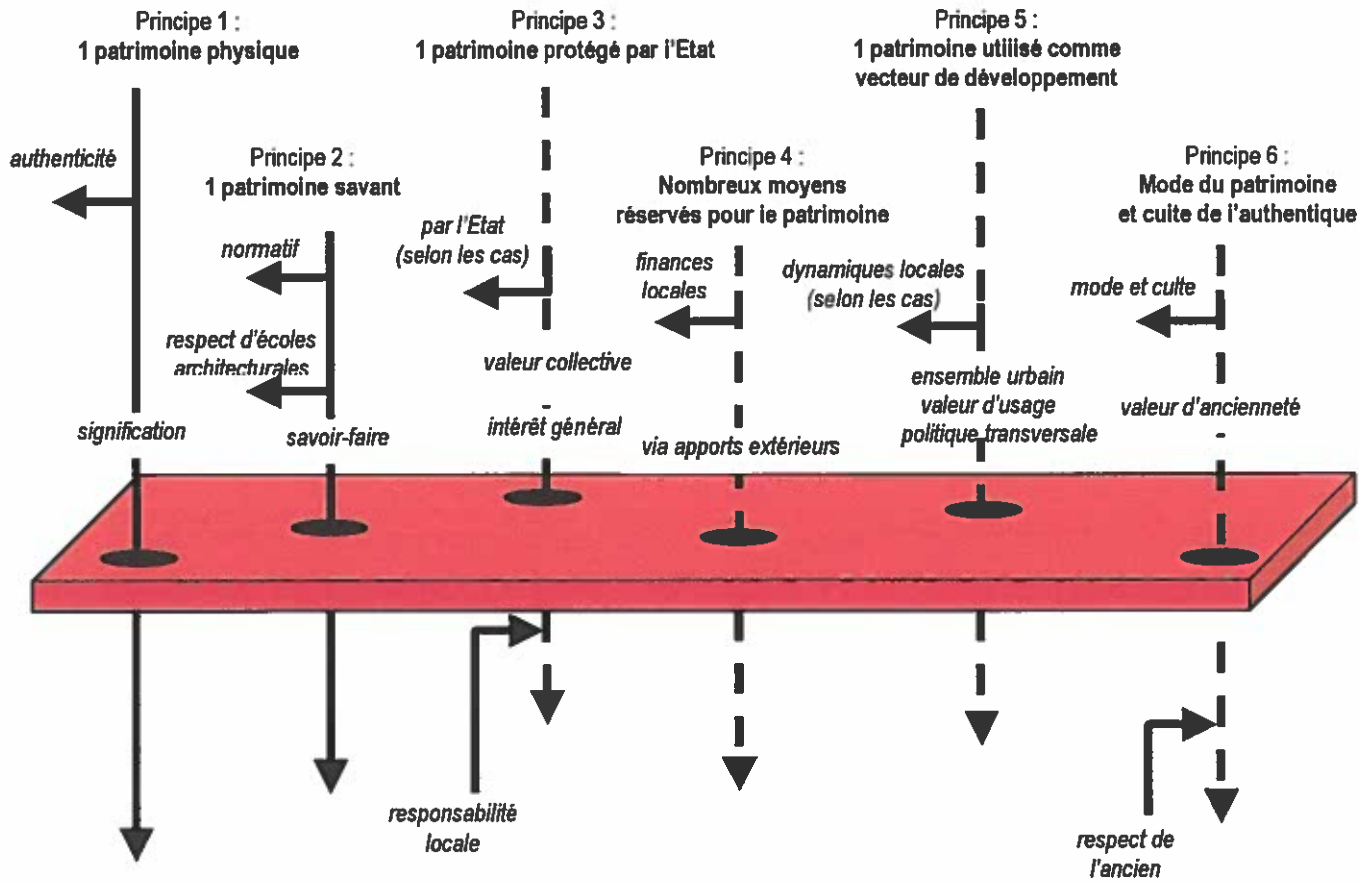 Principe 1 :
1 patrimoine physique
Principe 3 :
1 patrimoine protégé par l'Etat
Principe 5 :
1 patrimoine utilisé comme
vecteur de développement
authenticité
Principe 2 :
1 patrimoine savant
Principe 4 :
Nombreux moyens
réservés pour le patrimoine
Principe 6 :
Mode du patrimoine
et cuite de l'authentique
normatif
par l'Etat
(selon les cas)
finances
locales
dynamiques locales
(selon les cas)
mode et culte
respect d'écoles
architecturales
valeur collective
ensemble urbain
valeur d'usage
politique transversale
valeur d'ancienneté
signification
savoir-faire
intérêt général
via apports extérieurs
responsabilité
locale
respect de
l'ancien